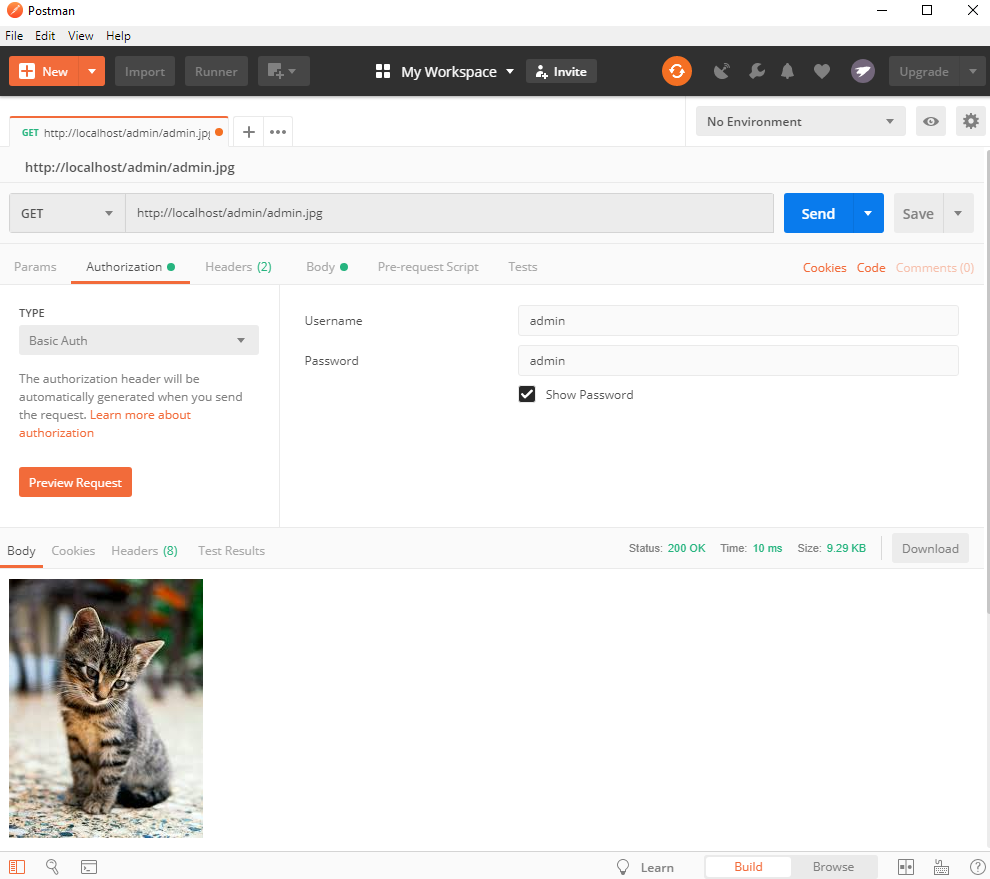 Postman
File Edit View Help
New Import Runner My Workspace Invite Upgrade
GET http://localhost/admin/admin.jpg No Environment
http://localhost/admin/admin.jpg
GET http://localhost/admin/admin.jpg Send Save
Params Authorization Headers (2) Body Pre-request Script Tests Cookies Code Comments (0)
TYPE
Basic Auth
The authorization header will be
automatically generated when you send
the request. Learn more about
authorization
Preview Request
Username admin
Password admin
Show Password
Body Cookies Headers (8) Test Results Status: 200 OK Time: 10 ms Size: 9.29 KB Download
Learn Build Browse